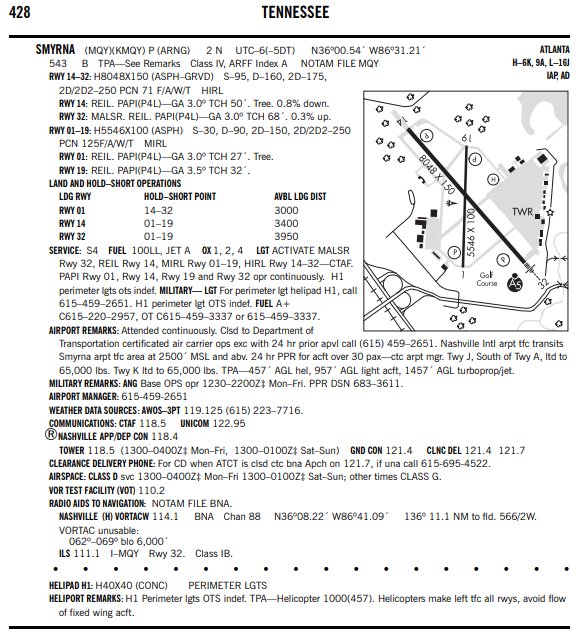 428
TENNESSEE
SMYRNA (MQY)(KMQY) P (ARNG) 2 N UTC–6(–5DT) N36°00.54´ W86°31.21´
ATLANTA
543 B TPA—See Remarks Class IV, ARFF Index A NOTAM FILE MQY
H–6K, 9A, L–16J
IAP, AD
RWY 14–32: H8048X150 (ASPH–GRVD) S–95, D–160, 2D–175,
2D/2D2–250 PCN 71 F/A/W/T HIRL
RWY 14: REIL. PAPI(P4L)—GA 3.0º TCH 50´. Tree. 0.8% down.
RWY 32: MALSR. REIL. PAPI(P4L)—GA 3.0º TCH 68´. 0.3% up.
RWY 01–19: H5546X100 (ASPH) S–30, D–90, 2D–150, 2D/2D2–250
PCN 125F/A/W/T MIRL
RWY 01: REIL. PAPI(P4L)—GA 3.0º TCH 27´. Tree.
RWY 19: REIL. PAPI(P4L)—GA 3.5º TCH 32´.
LAND AND HOLD–SHORT OPERATIONS
LDG RWY HOLD–SHORT POINT AVBL LDG DIST
RWY 01 14–32 3000
RWY 14 01–19 3400
RWY 32 01–19 3950
SERVICE: S4 FUEL 100LL, JET A OX 1, 2, 4 LGT ACTIVATE MALSR
Rwy 32, REIL Rwy 14, MIRL Rwy 01–19, HIRL Rwy 14–32—CTAF.
PAPI Rwy 01, Rwy 14, Rwy 19 and Rwy 32 opr continuously. H1
perimeter lgts ots indef. MILITARY— LGT For perimeter lgt helipad H1, call
615–459–2651. H1 perimeter lgt OTS indef. FUEL A+
C615–220–2957, OT C615–459–3337 or 615–459–3337.
14
19
P
P
H
8048 X 150
5546 X 100
TWR
P
P
1
32
Golf
Course
A5
AIRPORT REMARKS: Attended continuously. Clsd to Department of
Transportation certificated air carrier ops exc with 24 hr prior apvl call (615) 459–2651. Nashville Intl arpt tfc transits
Smyrna arpt tfc area at 2500´ MSL and abv. 24 hr PPR for acft over 30 pax—ctc arpt mgr. Twy J, South of Twy A, ltd to
65,000 lbs. Twy K ltd to 65,000 lbs. TPA—457´ AGL hel, 957´ AGL light acft, 1457´ AGL turboprop/jet.
MILITARY REMARKS: ANG Base OPS opr 1230–2200Z‡ Mon–Fri. PPR DSN 683–3611.
AIRPORT MANAGER: 615-459-2651
WEATHER DATA SOURCES: AWOS–3PT 119.125 (615) 223–7716.
COMMUNICATIONS: CTAF 118.5 UNICOM 122.95
Ⓡ NASHVILLE APP/DEP CON 118.4
TOWER 118.5 (1300–0400Z‡ Mon–Fri, 1300–0100Z‡ Sat–Sun) GND CON 121.4 CLNC DEL 121.4 121.7
CLEARANCE DELIVERY PHONE: For CD when ATCT is clsd ctc bna Apch on 121.7, if una call 615-695-4522.
AIRSPACE: CLASS D svc 1300–0400Z‡ Mon–Fri 1300–0100Z‡ Sat–Sun; other times CLASS G.
VOR TEST FACILITY (VOT) 110.2
RADIO AIDS TO NAVIGATION: NOTAM FILE BNA.
NASHVILLE (H) VORTACW 114.1 BNA Chan 88 N36°08.22´ W86°41.09´ 136° 11.1 NM to fld. 566/2W.
VORTAC unusable:
062°–069° blo 6,000´
ILS 111.1 I–MQY Rwy 32. Class IB.
HELIPAD H1: H40X40 (CONC) PERIMETER LGTS
HELIPORT REMARKS: H1 Perimeter lgts OTS indef. TPA—Helicopter 1000(457). Helicopters make left tfc all rwys, avoid flow
of fixed wing acft.